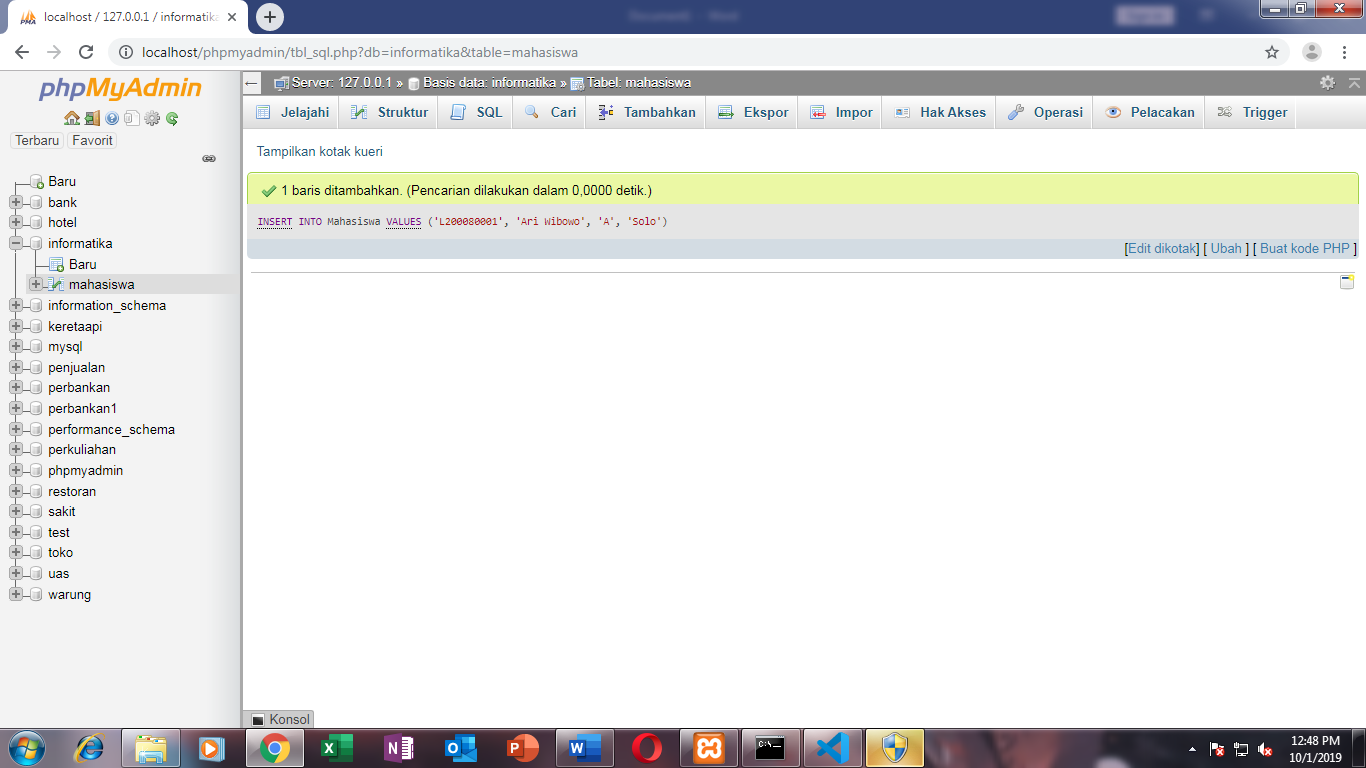 localhost / 127.0.0.1 / informatika
localhost/phpmyadmin/tbl_sql.php?db=informatika&table=mahasiswa
phpMyAdmin
Terbaru Favorit
Baru
bank
hotel
informatika
Baru
mahasiswa
information_schema
keretaapi
mysql
penjualan
perbankan
perbankan1
performance_schema
perkuliahan
phpmyadmin
restoran
sakit
test
toko
uas
warung
Server: 127.0.0.1 » Basis data: informatika » Tabel: mahasiswa
Jelajahi Struktur SQL Cari Tambahkan Ekspor Impor Hak Akses Operasi Pelacakan Trigger
Tampilkan kotak kueri
1 baris ditambahkan. (Pencarian dilakukan dalam 0,0000 detik.)
INSERT INTO Mahasiswa VALUES ('L200080001', 'Ari Wibowo', 'A', 'Solo')
[Edit dikotak] [ Ubah ] [ Buat kode PHP ]
Konsol
12:48 PM
10/1/2019